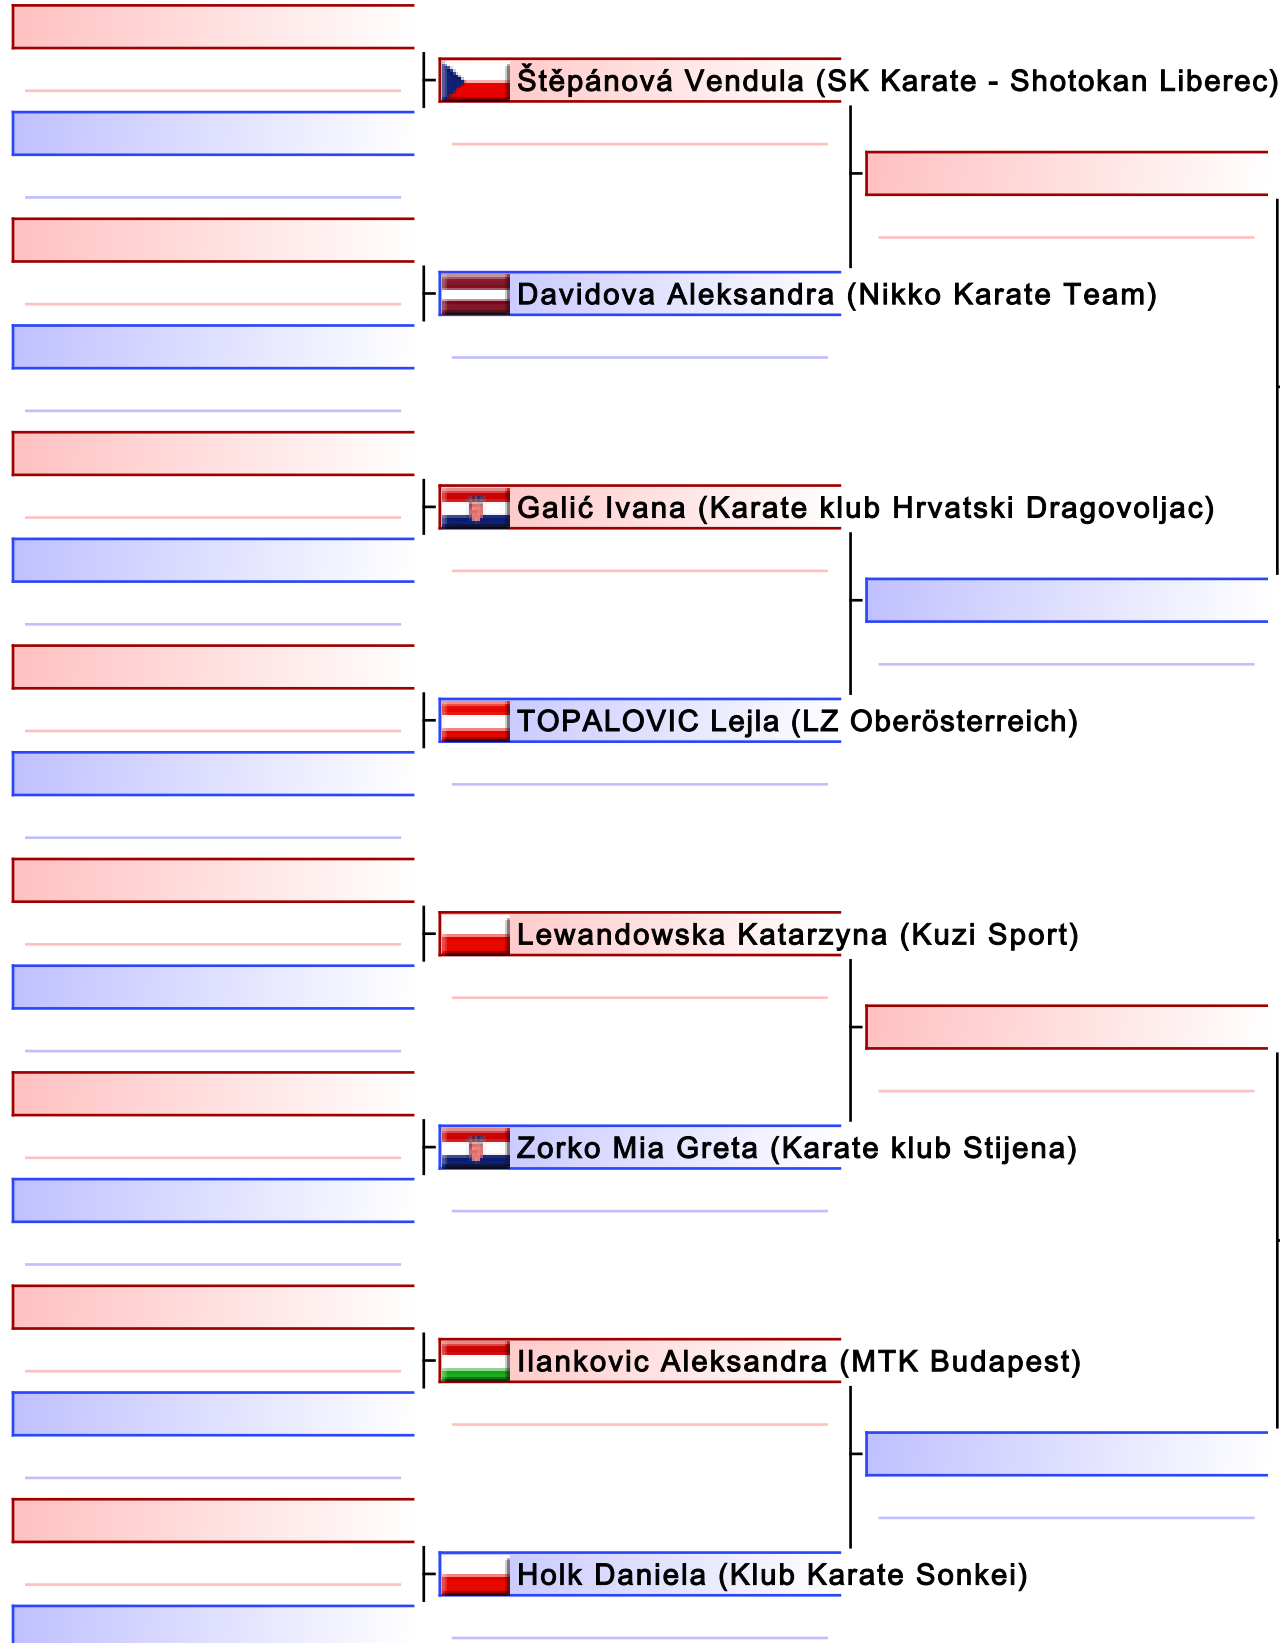 Štěpánová Vendula (SK Karate - Shotokan Liberec)
Davidova Aleksandra (Nikko Karate Team)
Galić Ivana (Karate klub Hrvatski Dragovoljac)
TOPALOVIC Lejla (LZ Oberösterreich)
Lewandowska Katarzyna (Kuzi Sport)
Zorko Mia Greta (Karate klub Stijena)
Ilankovic Aleksandra (MTK Budapest)
Holk Daniela (Klub Karate Sonkei)